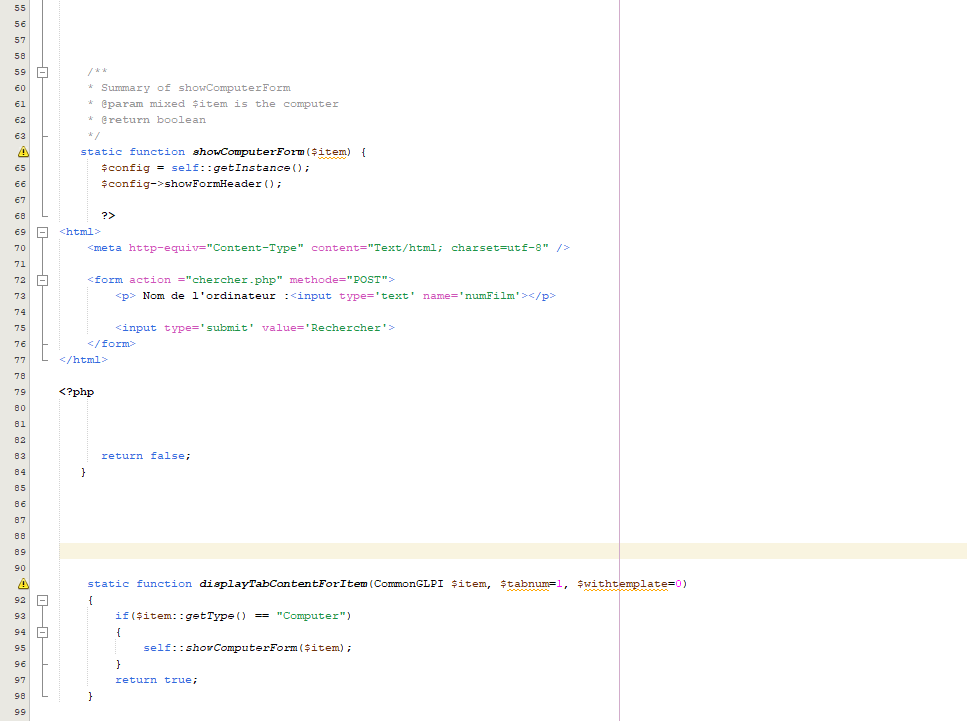 55
56
57
58
59 /**
60 * Summary of showComputerForm
61 * @param mixed $item is the computer
62 * @return boolean
63 */
static function showComputerForm($item) {
65 $config = self::getInstance();
66 $config->showFormHeader();
67
68 ?>
69 <html>
70 <meta http-equiv="Content-Type" content="Text/html; charset=utf-8" />
71
72 <form action ="chercher.php" methode="POST">
73 <p> Nom de l'ordinateur :<input type='text' name='numFilm'></p>
74
75 <input type='submit' value='Rechercher'>
76 </form>
77 </html>
78
79 <?php
80
81
82
83 return false;
84 }
85
86
87
88
89
90
static function displayTabContentForItem(CommonGLPI $item, $tabnum=1, $withtemplate=0)
92 {
93 if($item::getType() == "Computer")
94 {
95 self::showComputerForm($item);
96 }
97 return true;
98 }
99